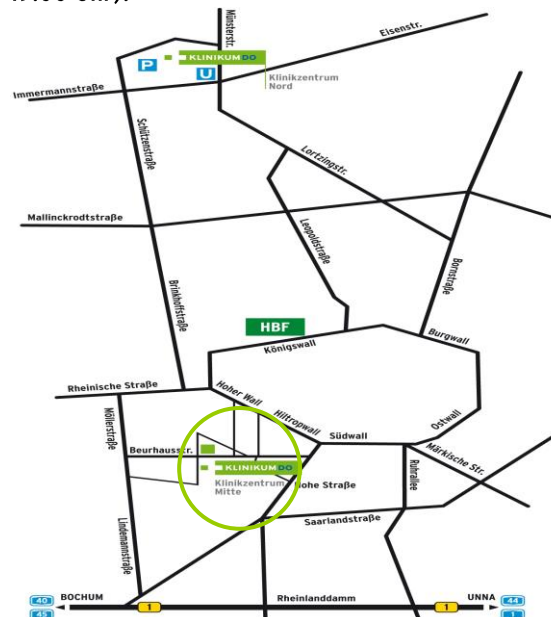 Münsterstr.
Eisenstr.
KLINIKUMDO
P
U
Klinikzentrum
Nord
Immermannstraße
Schützenstraße
Lortzingstr.
Mallinckrodtstraße
Leopoldstraße
Bornstraße
Brinkhoffstraße
HBF
Königswall
Burgwall
Rheinische Straße
Hoher Wall
Hiltropwall
Möllerstraße
Südwall
Ostwall
Beurhausstr.
Märkische Str.
KLINIKUMDO
Klinikzentrum
Mitte
Hohe Straße
Ruhrallee
Saarlandstraße
Lindemannstraße
40
BOCHUM
1
Rheinlanddamm
1
UNNA
44
45
1